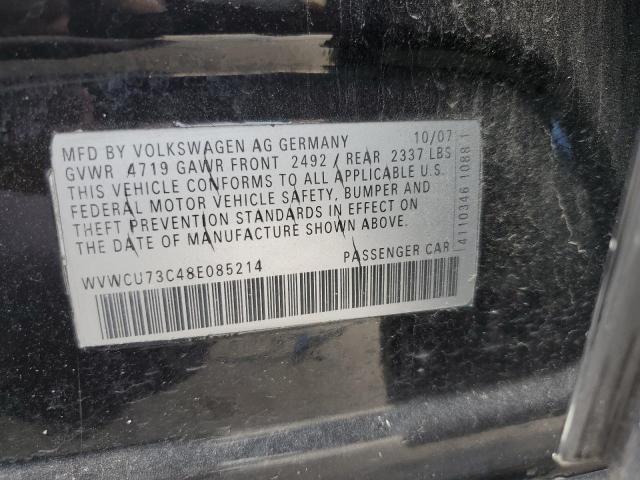 MFD BY VOLKSWAGEN AG GERMANY 10/07
GVWR 4719 GAWR FRONT 2492 / REAR 2337 LBS
THIS VEHICLE CONFORMS TO ALL APPLICABLE U.S.
FEDERAL MOTOR VEHICLE SAFETY, BUMPER AND
THEFT PREVENTION STANDARDS IN EFFECT ON
THE DATE OF MANUFACTURE SHOWN ABOVE.
WVWCU73C48E085214 PASSENGER CAR
4110346 10881